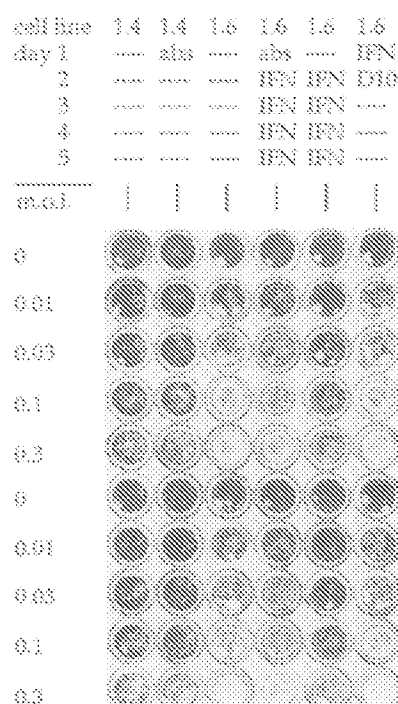 cell line 1.4 1.4 1.6 1.6 1.6 1.6
day 1 ---- abs ---- abs ---- IFN
2 ---- ---- ---- IFN IFN D10
3 ---- ---- ---- IFN IFN ----
4 ---- ---- ---- IFN IFN ----
5 ---- ---- ---- IFN IFN ----
m.o.i.
0
0.01
0.03
0.1
0.3
0
0.01
0.03
0.1
0.3